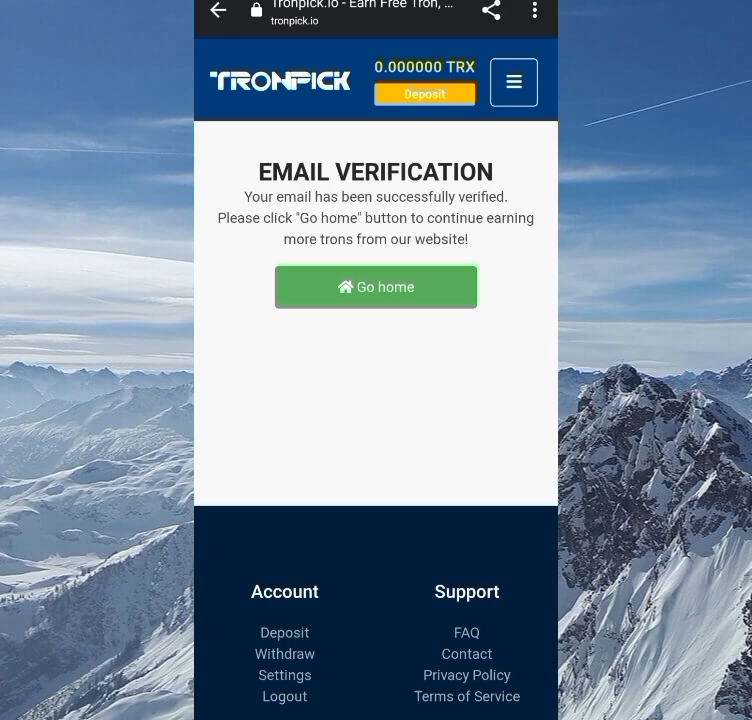 Tronpick.io - Earn Free Tron, ...
tronpick.io
TRONPICK
0.000000 TRX
Deposit
EMAIL VERIFICATION
Your email has been successfully verified.
Please click "Go home" button to continue earning
more trons from our website!
Go home
Account
Support
Deposit
FAQ
Withdraw
Contact
Settings
Privacy Policy
Logout
Terms of Service